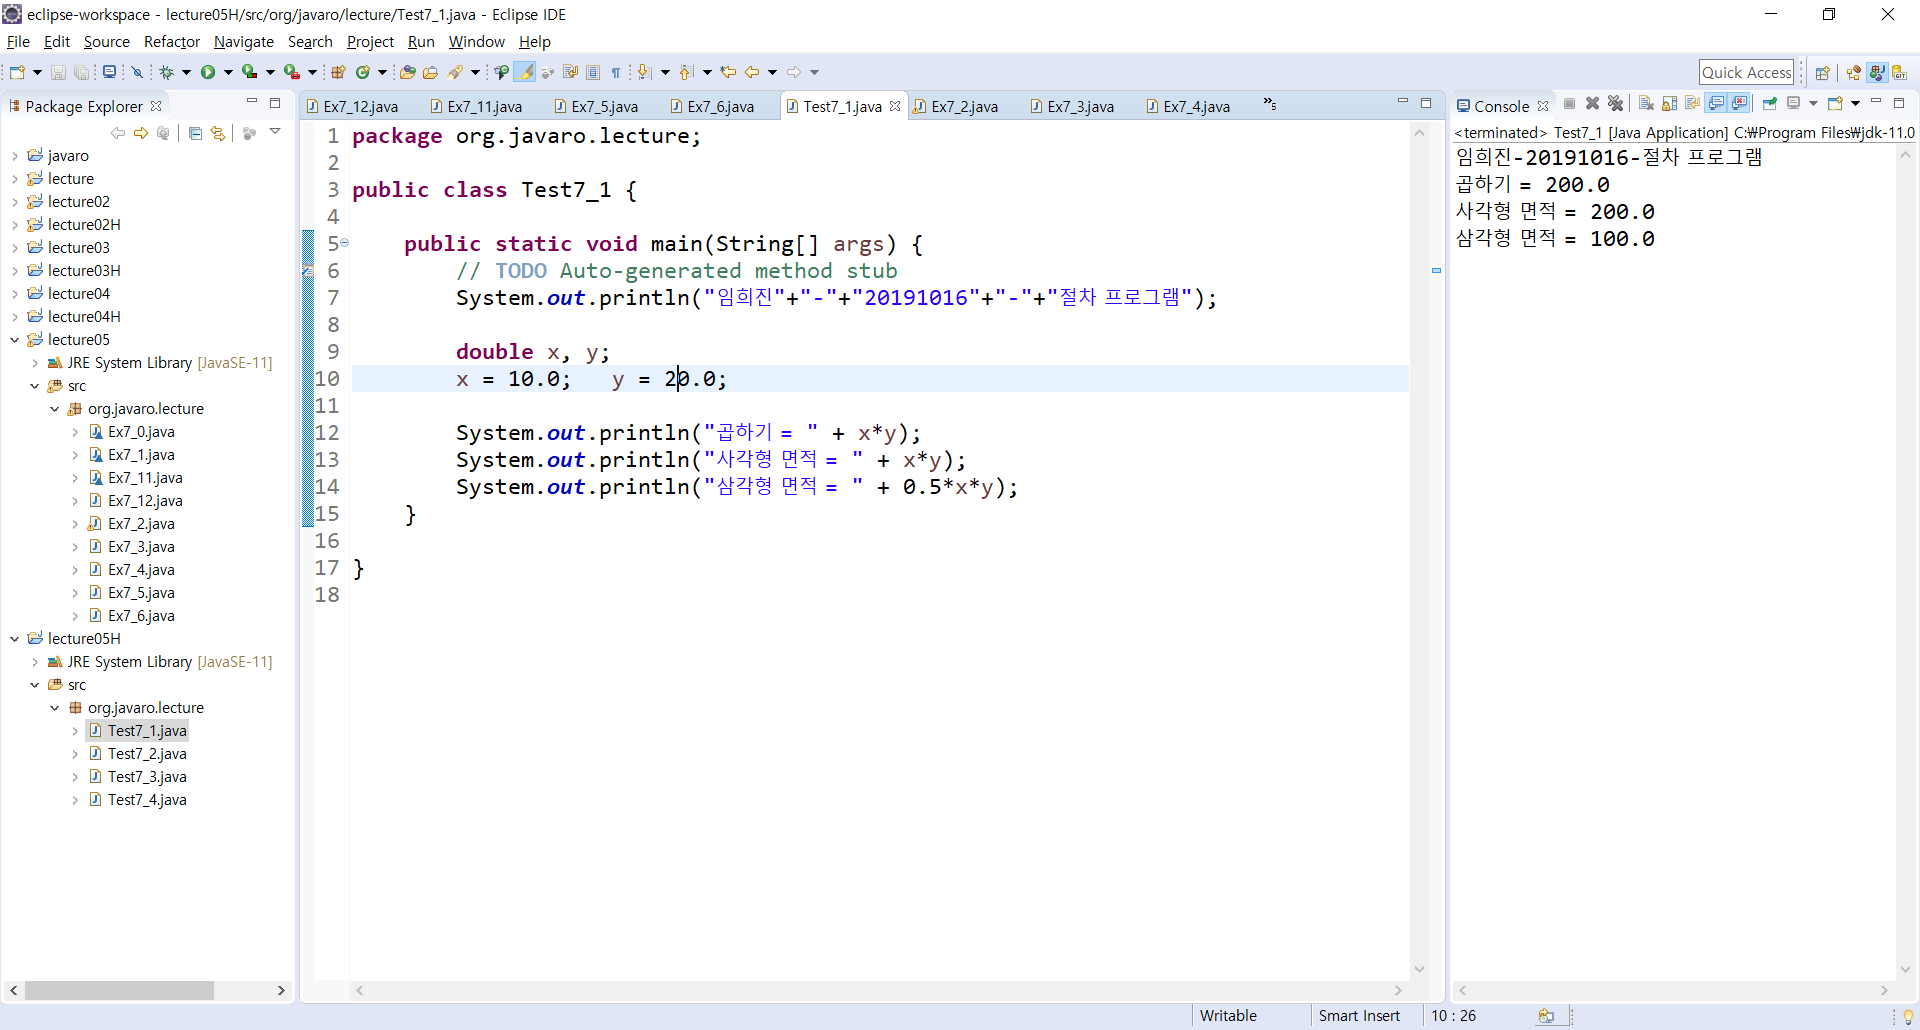 eclipse-workspace - lecture05H/src/org/javaro/lecture/Test7_1.java - Eclipse IDE
File Edit Source Refactor Navigate Search Project Run Window Help
Quick Access
Package Explorer
javaro
lecture
lecture02
lecture02H
lecture03
lecture03H
lecture04
lecture04H
lecture05
JRE System Library [JavaSE-11]
src
org.javaro.lecture
Ex7_0.java
Ex7_1.java
Ex7_11.java
Ex7_12.java
Ex7_2.java
Ex7_3.java
Ex7_4.java
Ex7_5.java
Ex7_6.java
lecture05H
JRE System Library [JavaSE-11]
src
org.javaro.lecture
Test7_1.java
Test7_2.java
Test7_3.java
Test7_4.java
Ex7_12.java Ex7_11.java Ex7_5.java Ex7_6.java Test7_1.java Ex7_2.java Ex7_3.java Ex7_4.java »5
1 package org.javaro.lecture;
2
3 public class Test7_1 {
4
5 public static void main(String[] args) {
6 // TODO Auto-generated method stub
7 System.out.println("임희진"+"-"+"20191016"+"-"+"절차 프로그램");
8
9 double x, y;
10 x = 10.0; y = 20.0;
11
12 System.out.println("곱하기 = " + x*y);
13 System.out.println("사각형 면적 = " + x*y);
14 System.out.println("삼각형 면적 = " + 0.5*x*y);
15 }
16
17 }
18
Console
<terminated> Test7_1 [Java Application] C:₩Program Files₩jdk-11.0
임희진-20191016-절차 프로그램
곱하기 = 200.0
사각형 면적 = 200.0
삼각형 면적 = 100.0
Writable Smart Insert 10 : 26